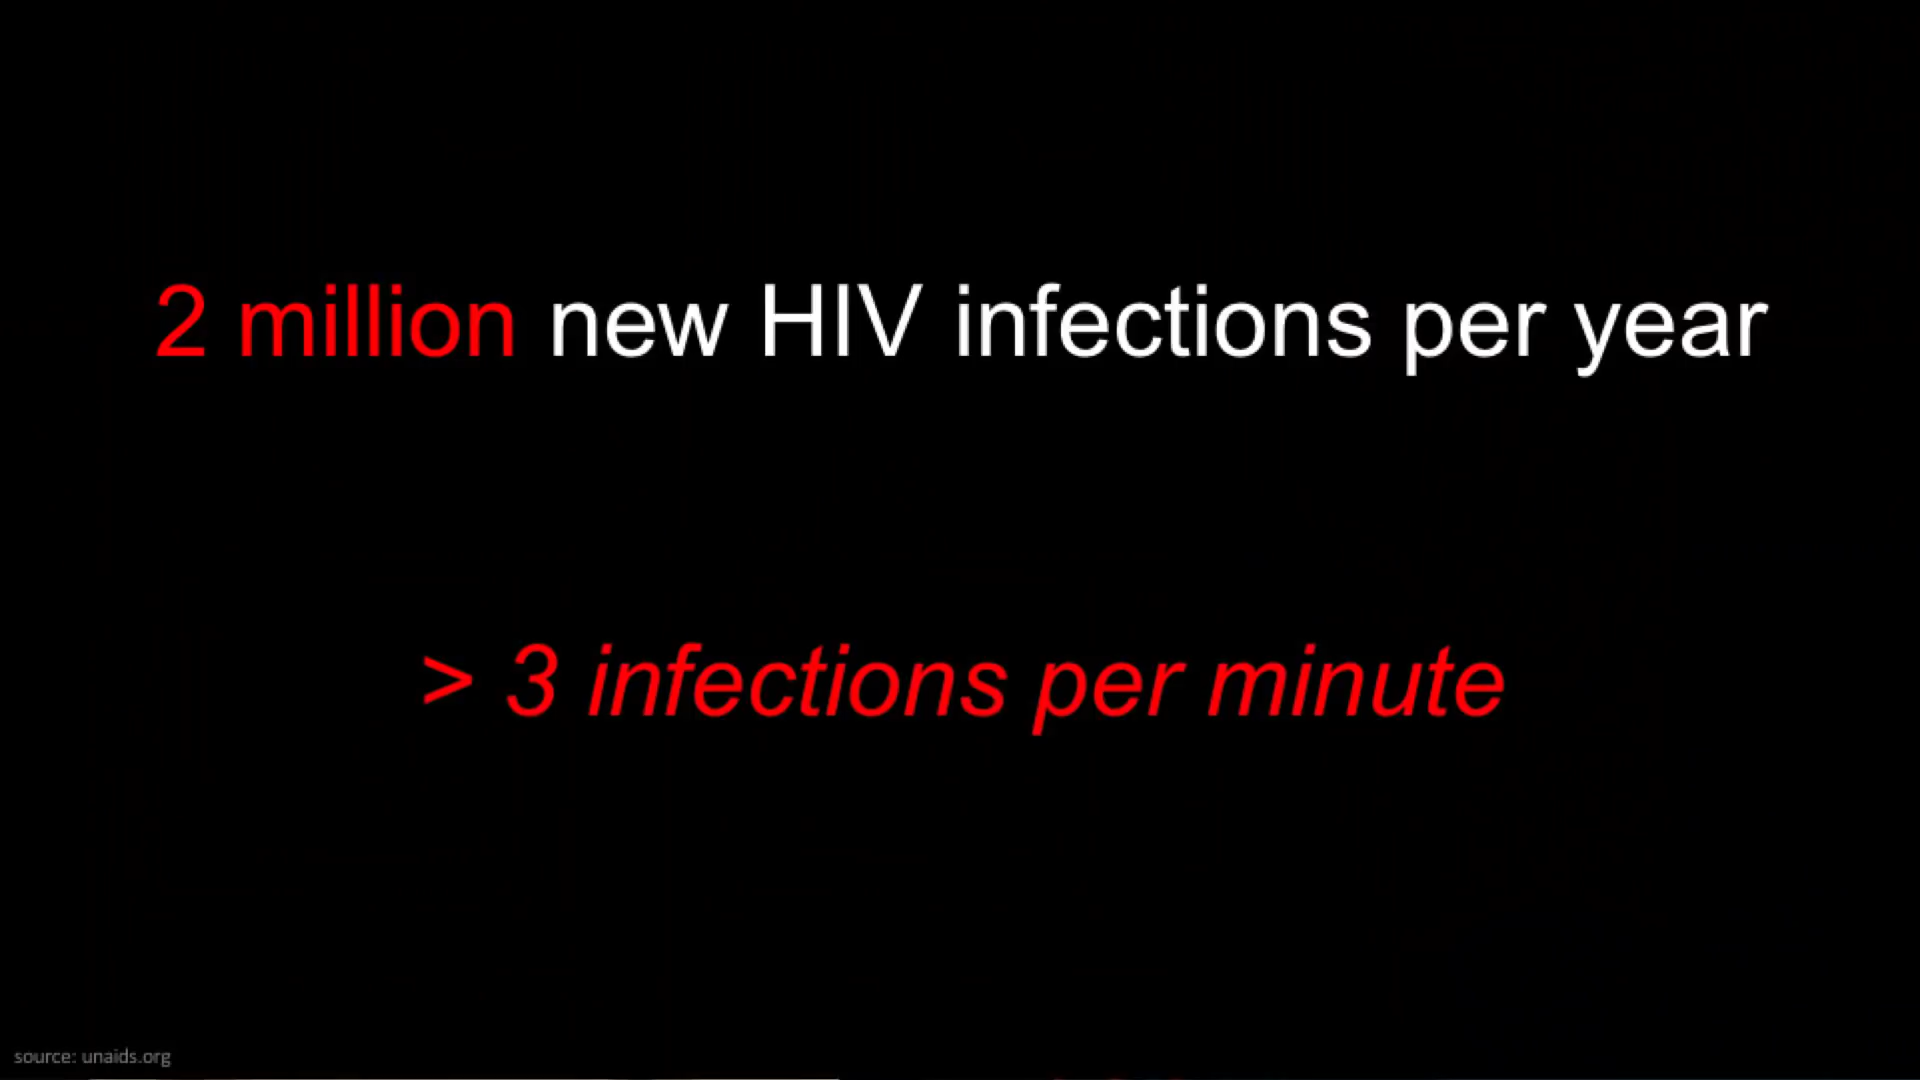 2 million new HIV infections per year
> 3 infections per minute
source: unaids.org